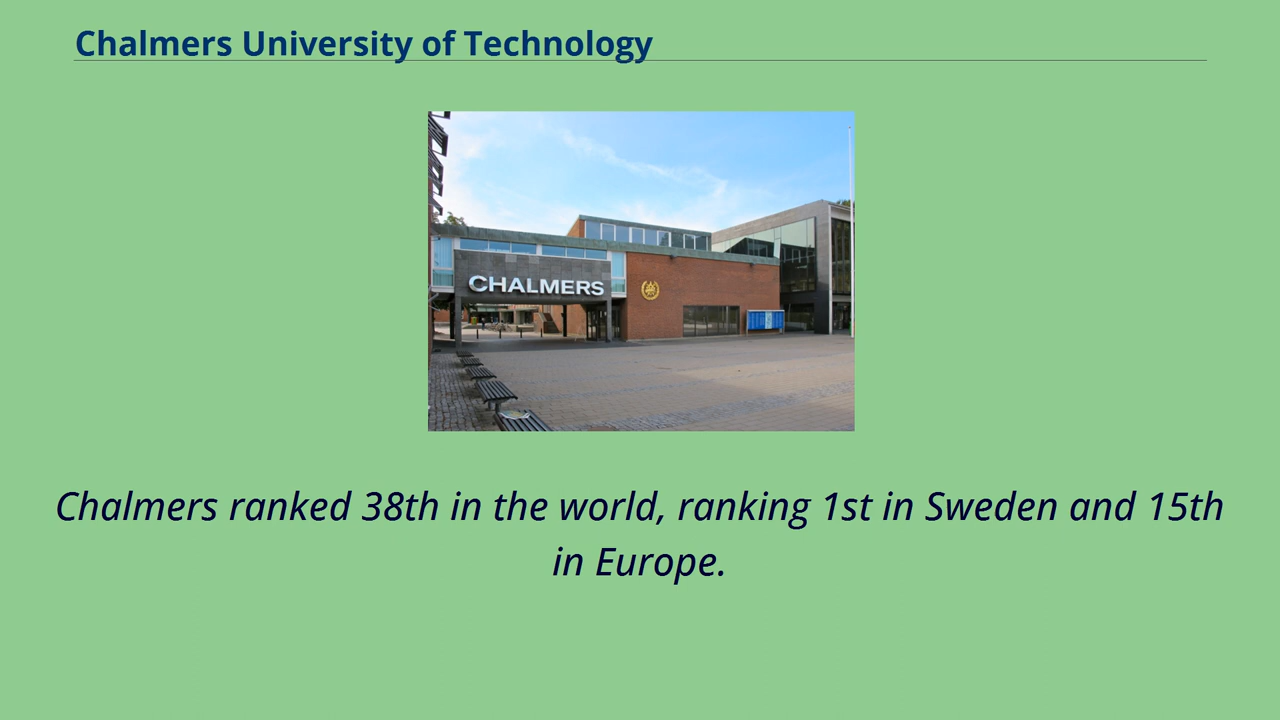 Chalmers University of Technology
CHALMERS
Chalmers ranked 38th in the world, ranking 1st in Sweden and 15th
in Europe.